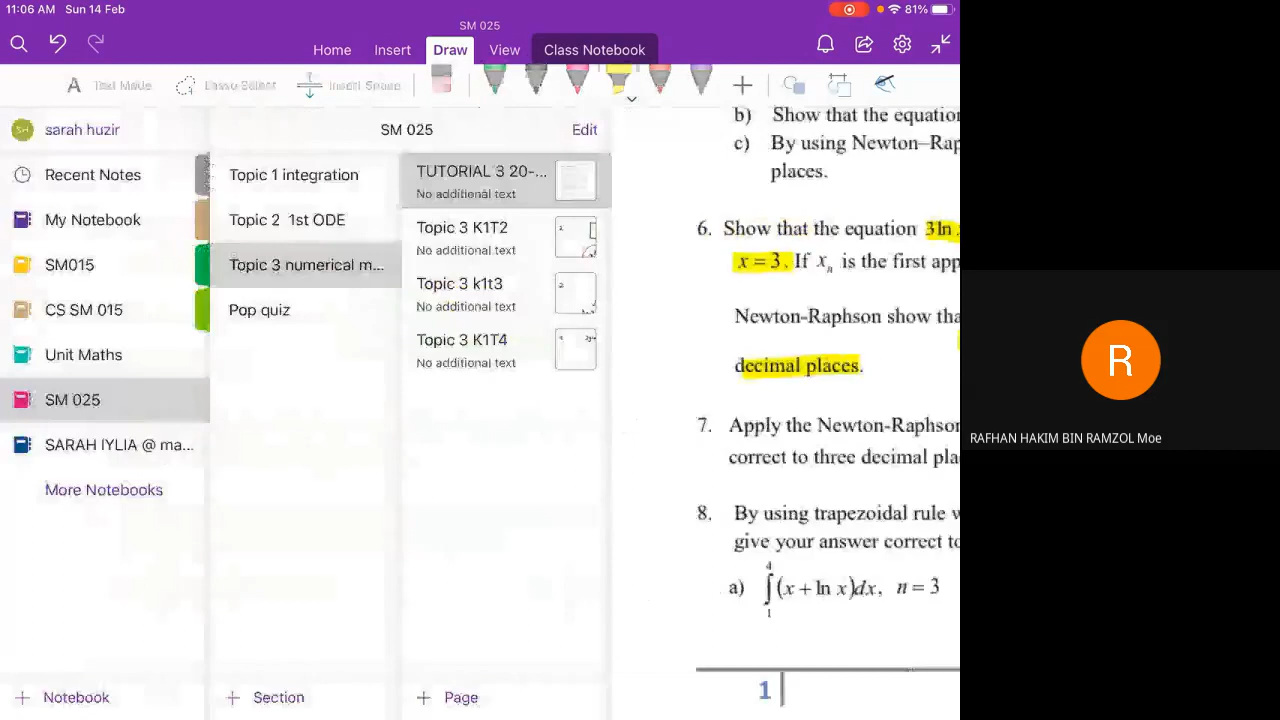 11:06 AM Sun 14 Feb
81%
SM 025
Home Insert Draw View Class Notebook
Text Mode Lasso Select Insert Space
SH sarah huzir
SM 025
Edit
Recent Notes
My Notebook
SM015
CS SM 015
Unit Maths
SM 025
SARAH IYLIA @ ma...
More Notebooks
Topic 1 integration
Topic 2 1st ODE
Topic 3 numerical m...
Pop quiz
TUTORIAL 3 20-...
No additional text
Topic 3 K1T2
No additional text
Topic 3 k1t3
No additional text
Topic 3 K1T4
No additional text
+ Notebook
+ Section
+ Page
b) Show that the equation
c) By using Newton–Rap
places.
6. Show that the equation 3ln
x = 3. If xₙ is the first app
Newton-Raphson show tha
decimal places.
7. Apply the Newton-Raphson
correct to three decimal pla
8. By using trapezoidal rule w
give your answer correct to
a) ∫₁⁴(x + ln x)dx, n = 3
1
R
RAFHAN HAKIM BIN RAMZOL Moe